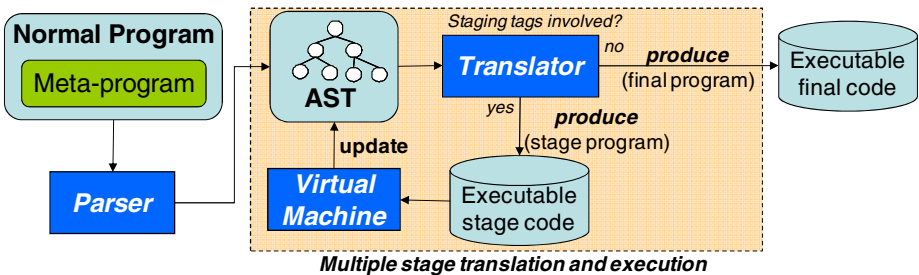 Normal Program
Meta-program
Parser
AST
Staging tags involved?
Translator
no
yes
produce
(final program)
Executable
final code
produce
(stage program)
update
Virtual
Machine
Executable
stage code
Multiple stage translation and execution